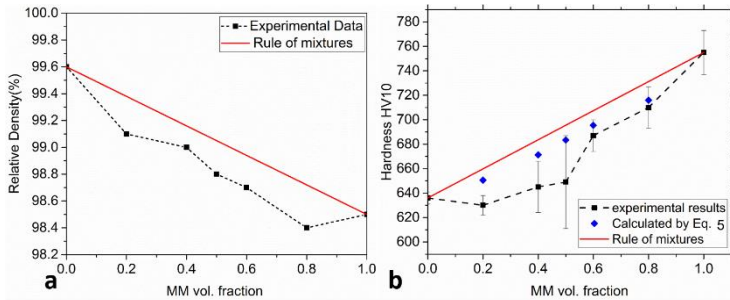 99.8
99.6
99.4
99.2
99.0
98.8
98.6
98.4
98.2
Relative Density(%)
Experimental Data
Rule of mixtures
a
0.0 0.2 0.4 0.6 0.8 1.0
MM vol. fraction
780
760
740
720
700
680
660
640
620
600
Hardness HV10
experimental results
Calculated by Eq. 5
Rule of mixtures
b
0.0 0.2 0.4 0.6 0.8 1.0
MM vol. fraction